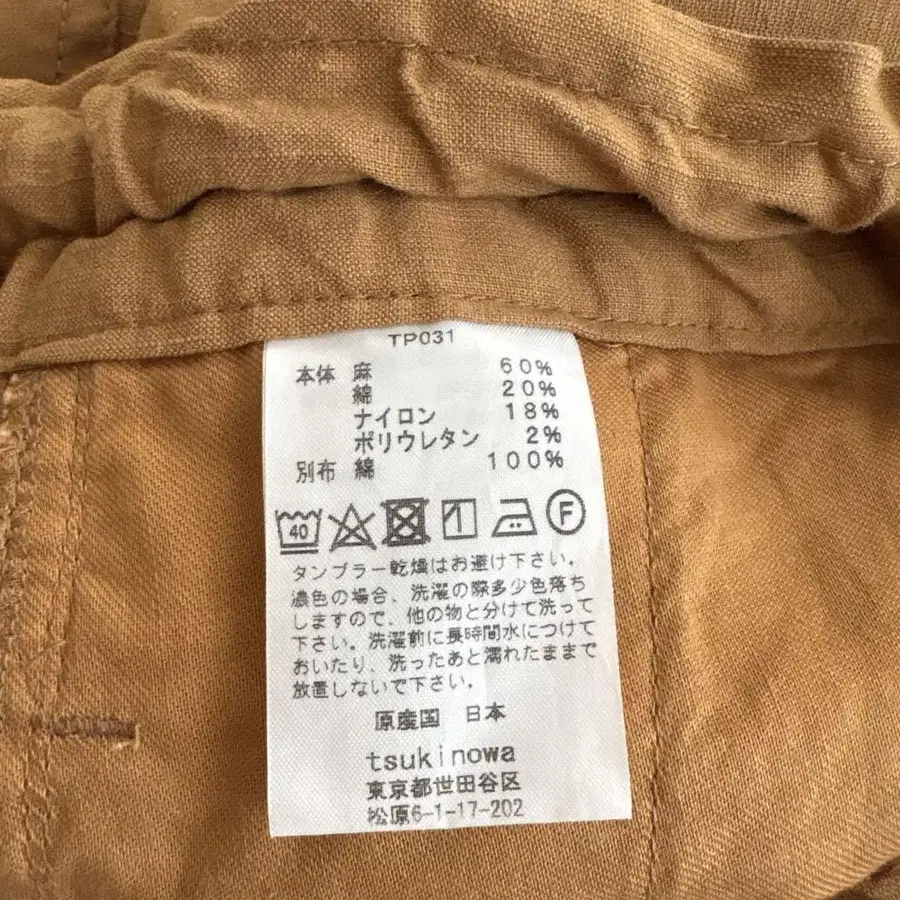 TP031
本体 麻 60%
綿 20%
ナイロン 18%
ポリウレタン 2%
別布 綿 100%
40 F
タンブラー乾燥はお避け下さい。
濃色の場合、洗濯の際多少色落ち
しますので、他の物と分けて洗って
下さい。洗濯前に長時間水につけて
おいたり、洗ったあと濡れたままで
放置しないで下さい。
原産国 日本
tsukinowa
東京都世田谷区
松原6-1-17-202